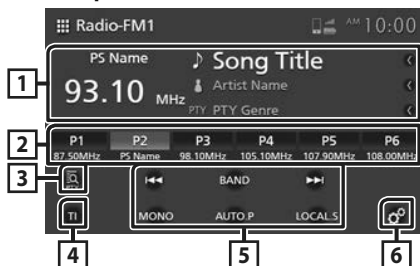 Radio-FM1
AM 10:00
PS Name
Song Title
93.10 MHz
Artist Name
PTY PTY Genre
1
P1 P2 P3 P4 P5 P6
87.50MHz PS Name 98.10MHz 105.10MHz 107.90MHz 108.00MHz
2
3
BAND
TI MONO AUTO.P LOCAL.S
4 5 6